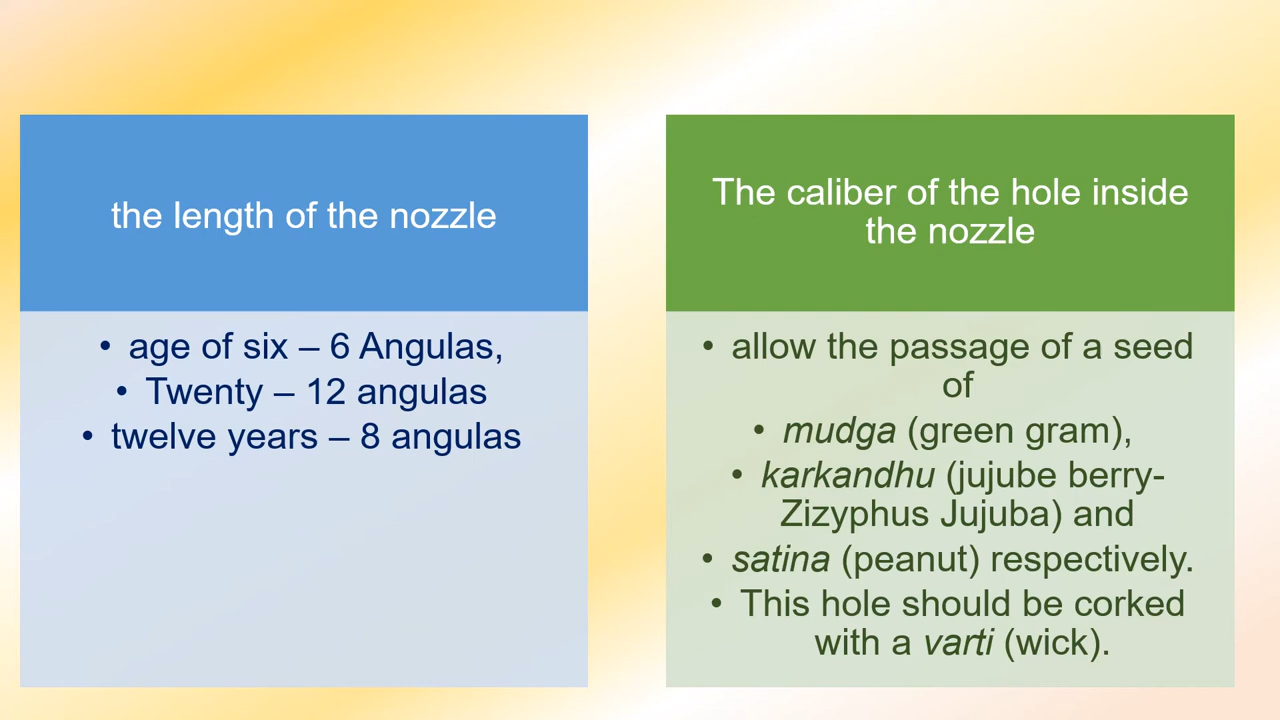 the length of the nozzle
• age of six – 6 Angulas,
• Twenty – 12 angulas
• twelve years – 8 angulas
The caliber of the hole inside
the nozzle
• allow the passage of a seed
of
• mudga (green gram),
• karkandhu (jujube berry-
Zizyphus Jujuba) and
• satina (peanut) respectively.
• This hole should be corked
with a varti (wick).